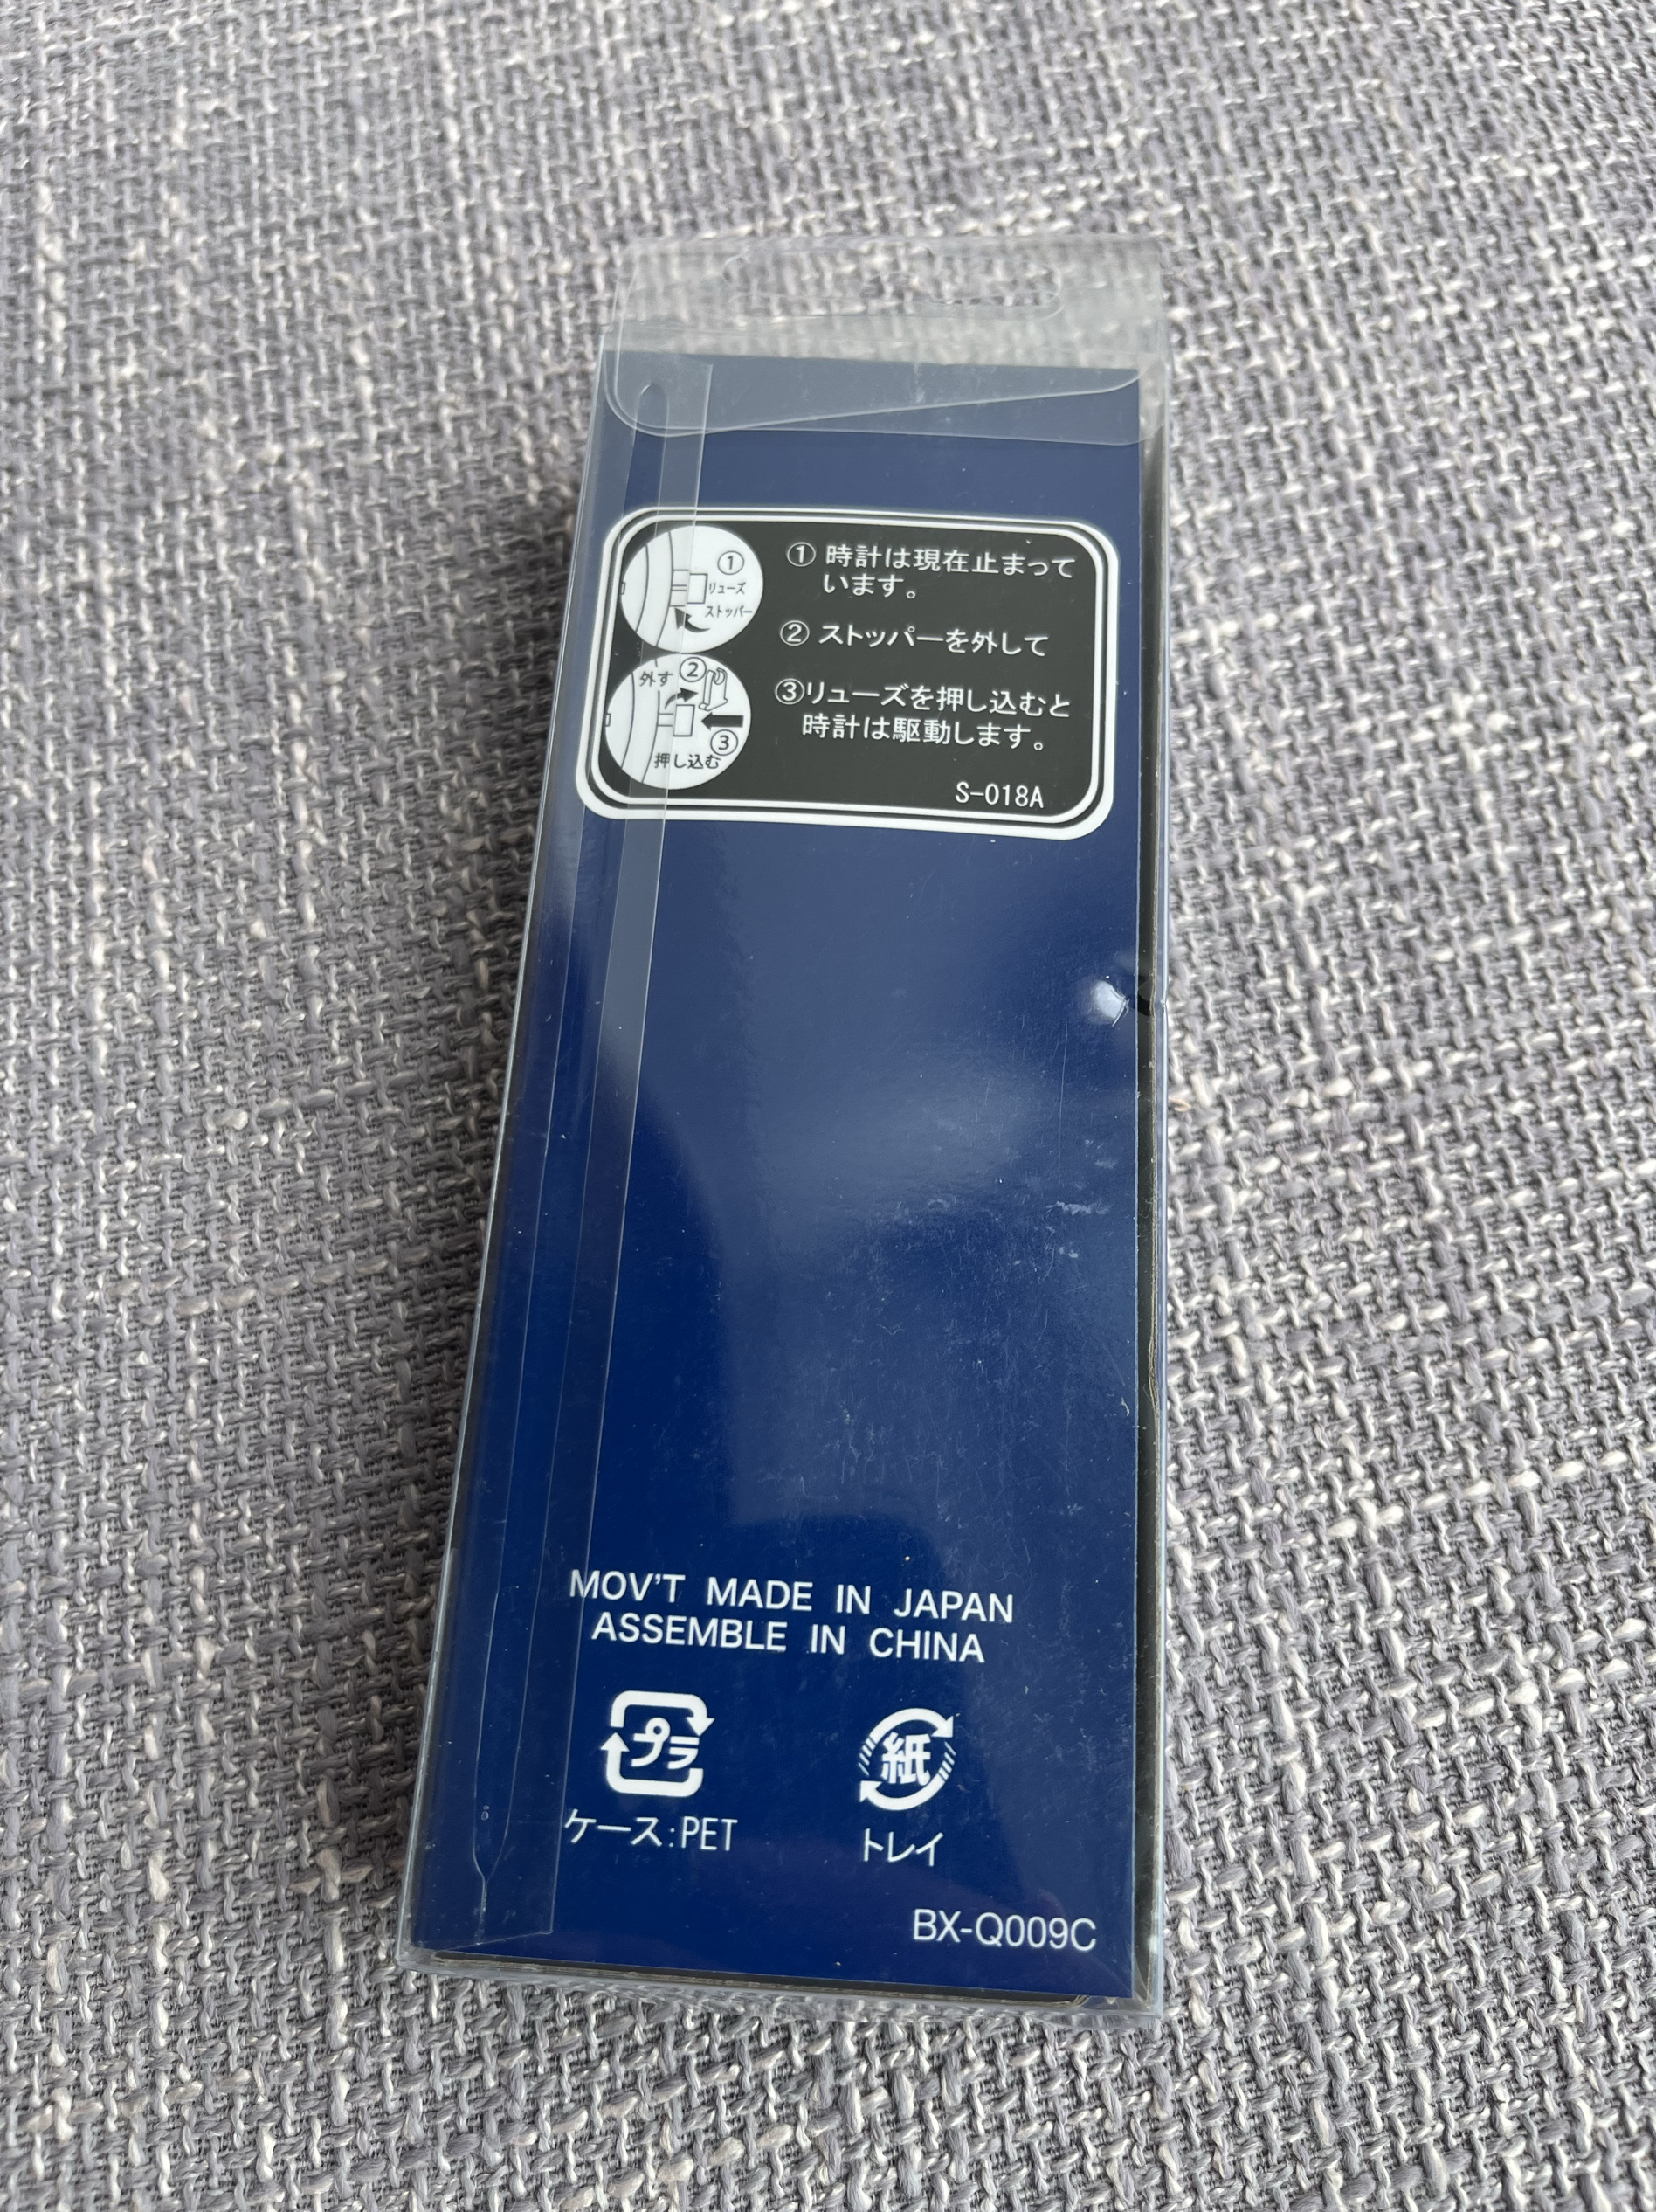 ① リューズ
ストッパー
外す ②
③
押し込む
① 時計は現在止まって
います。
② ストッパーを外して
③リューズを押し込むと
時計は駆動します。
S-018A
MOV'T MADE IN JAPAN
ASSEMBLE IN CHINA
プラ
ケース:PET
紙
トレイ
BX-Q009C